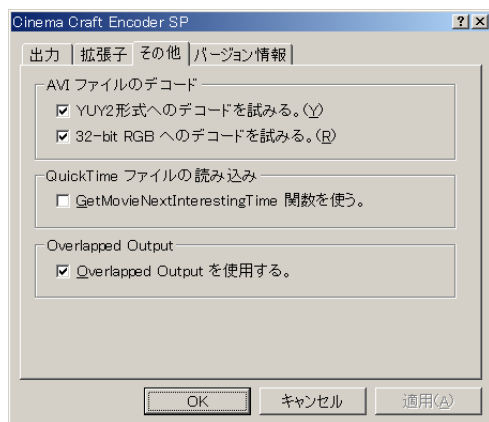 Cinema Craft Encoder SP
出力 拡張子 その他 バージョン情報
AVI ファイルのデコード
YUY2形式へのデコードを試みる。(Y)
32-bit RGB へのデコードを試みる。(R)
QuickTime ファイルの読み込み
GetMovieNextInterestingTime 関数を使う。
Overlapped Output
Overlapped Output を使用する。
OK キャンセル 適用(A)